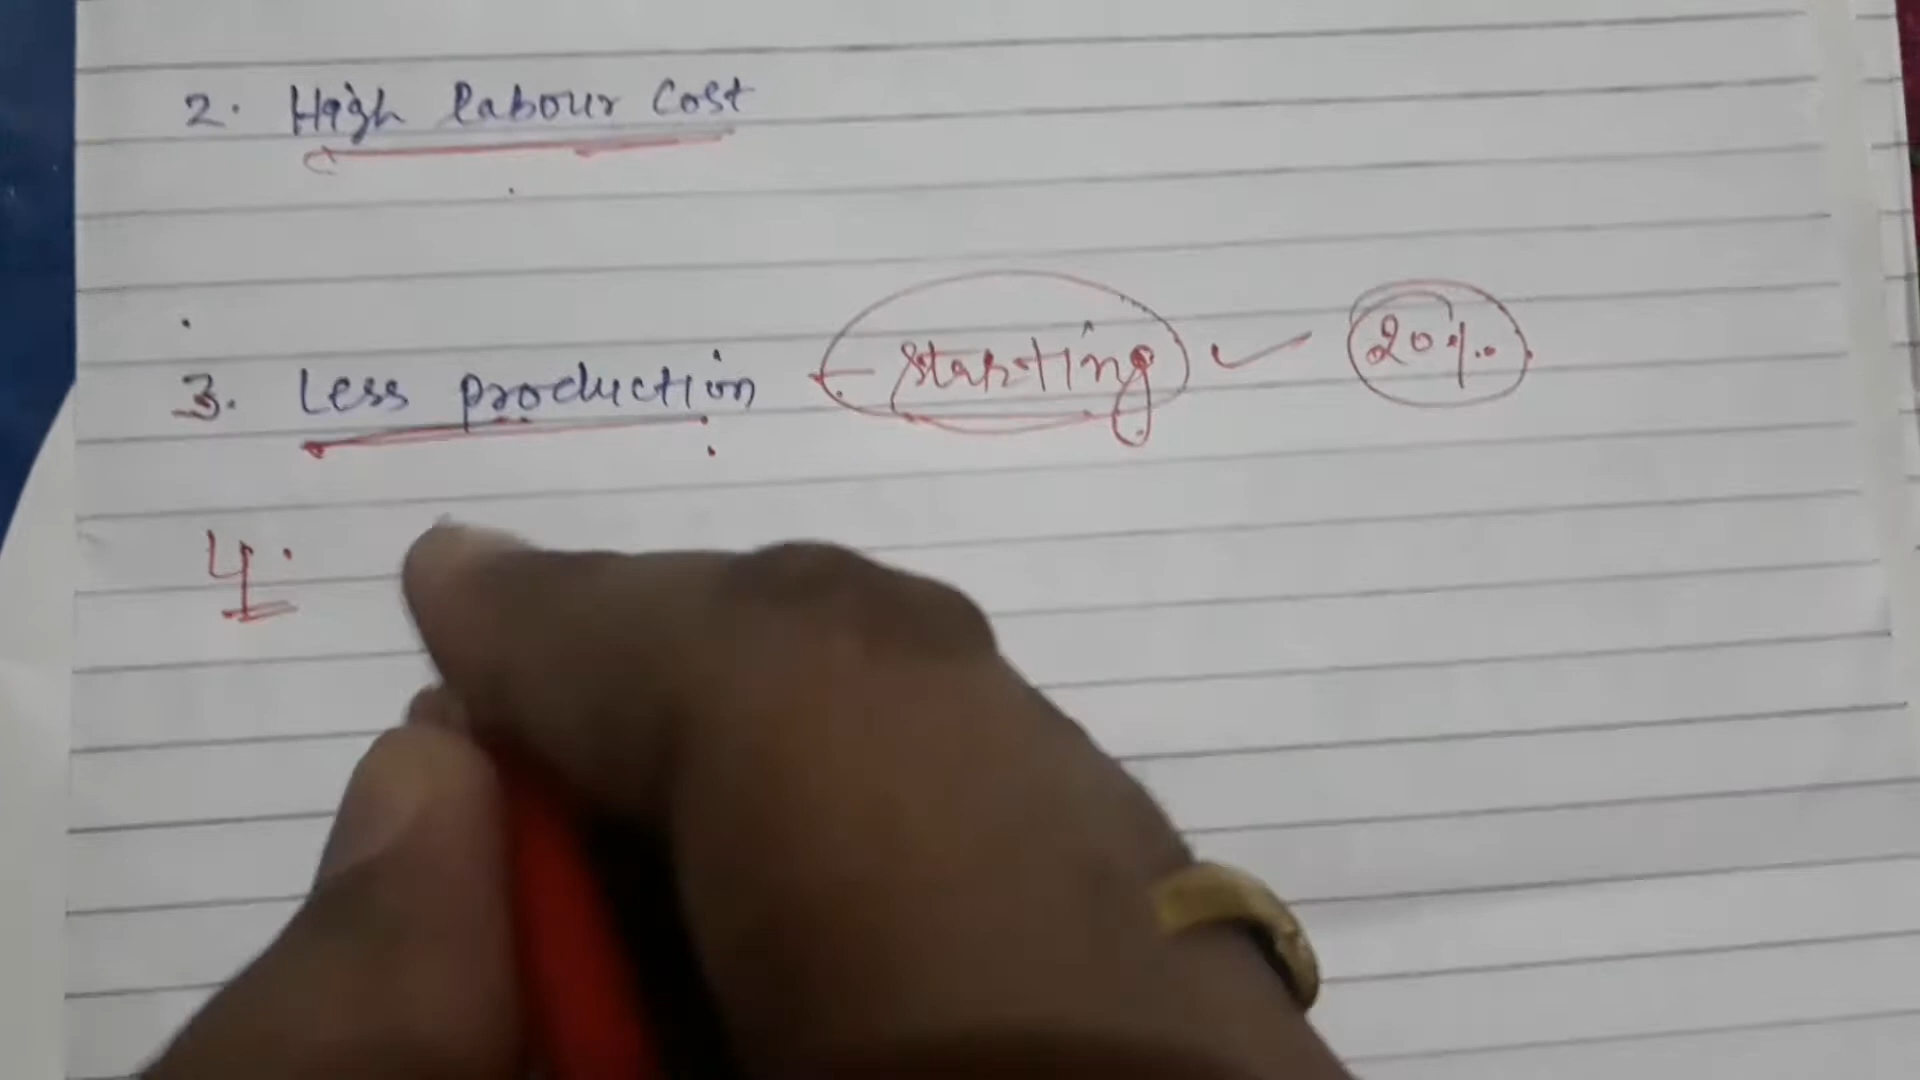 2. High labour cost
3. Less production - Starting ✓ 20%.
4.